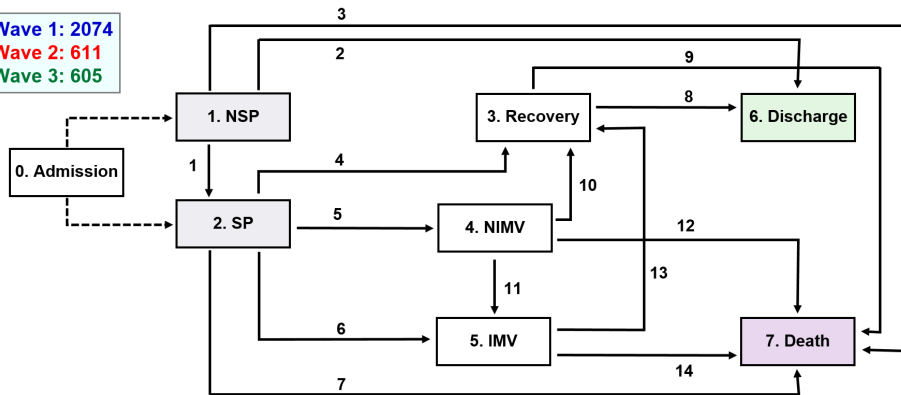 Wave 1: 2074
Wave 2: 611
Wave 3: 605
3
2
9
1. NSP
3. Recovery
8
6. Discharge
1
0. Admission
4
10
2. SP
5
4. NIMV
12
11
13
6
5. IMV
7. Death
14
7